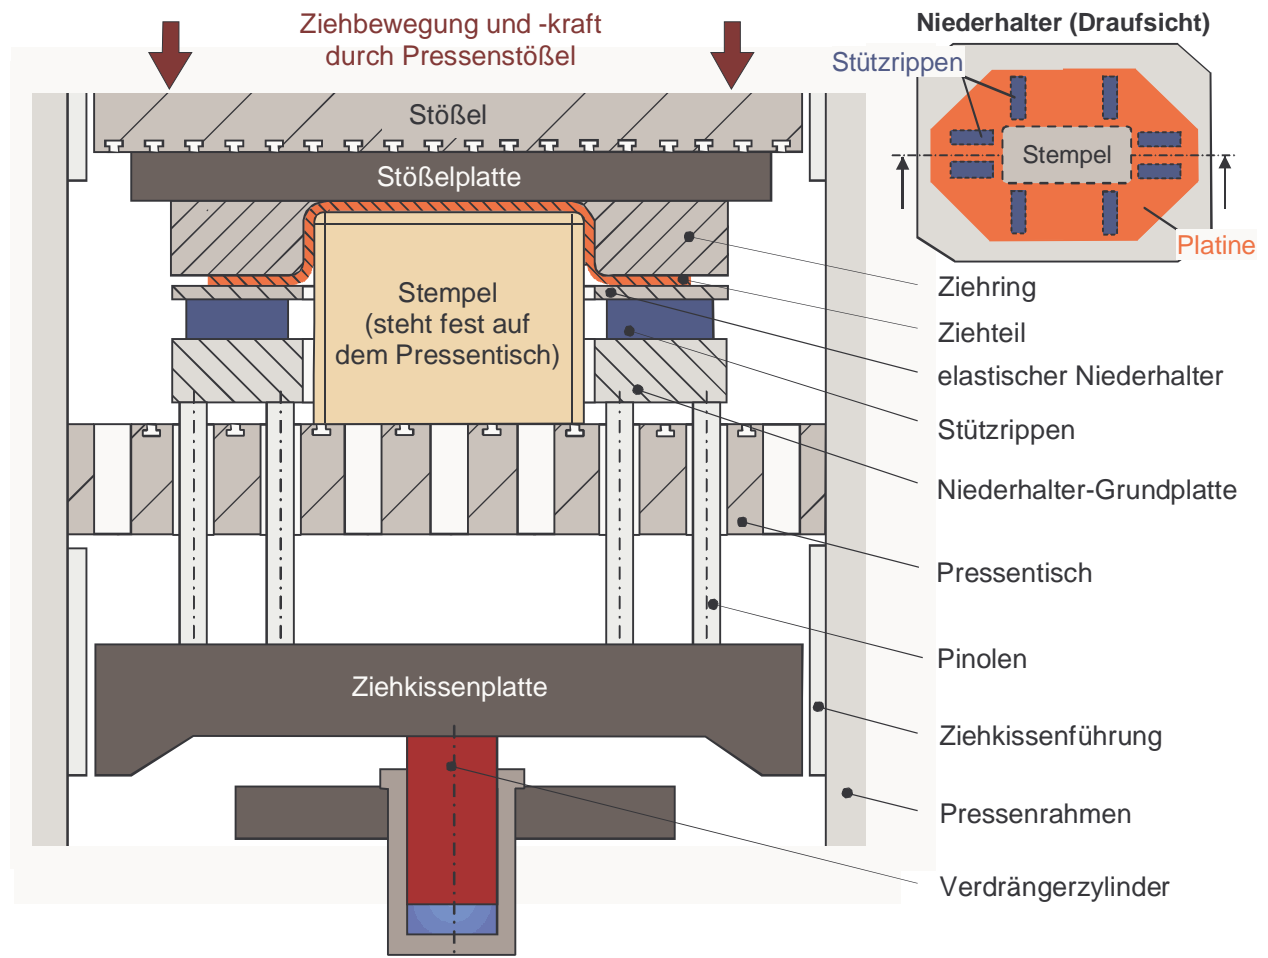 Ziehbewegung und -kraft
durch Pressenstößel
Niederhalter (Draufsicht)
Stützrippen
Stempel
Platine
Stößel
Stößelplatte
Stempel
(steht fest auf
dem Pressentisch)
Ziehring
Ziehteil
elastischer Niederhalter
Stützrippen
Niederhalter-Grundplatte
Pressentisch
Pinolen
Ziehkissenplatte
Ziehkissenführung
Pressenrahmen
Verdrängerzylinder